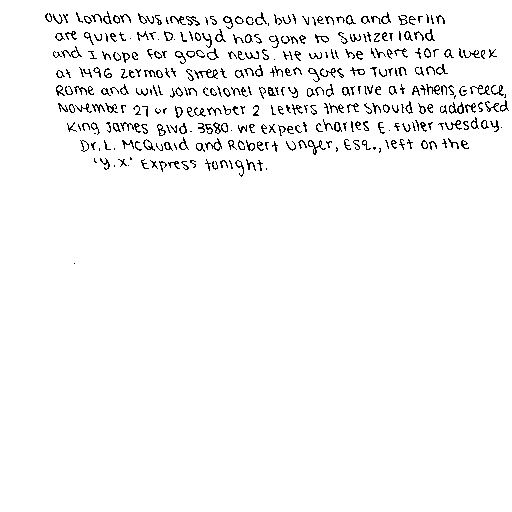 our London business is good, but Vienna and Berlin
are quiet. Mr. D. Lloyd has gone to Switzerland
and I hope for good news. He will be there for a week
at 1496 Zermott Street and then goes to Turin and
Rome and will join colonel Parry and arrive at Athens, Greece,
November 27 or December 2. Letters there should be addressed
King James Blvd. 3580. We expect Charles E. Fuller Tuesday.
Dr. L. McQuaid and Robert Unger, Esq., left on the
'Y.X.' Express tonight.